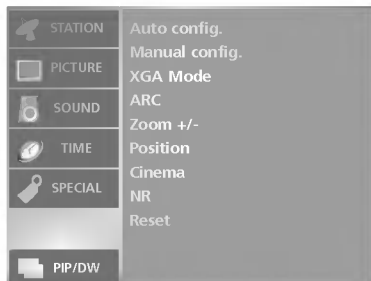 STATION
PICTURE
SOUND
TIME
SPECIAL
PIP/DW
Auto config.
Manual config.
XGA Mode
ARC
Zoom +/-
Position
Cinema
NR
Reset